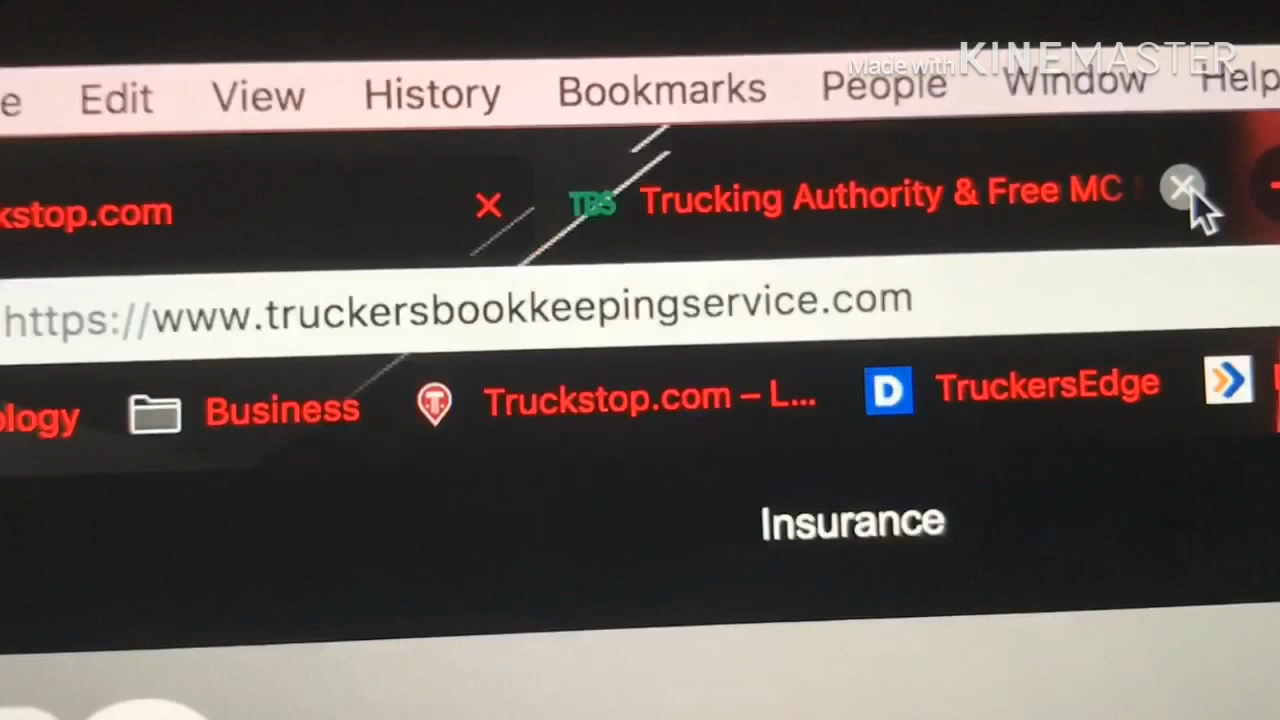 Made with KINEMASTER
e Edit View History Bookmarks People Window Help
kstop.com TBS Trucking Authority & Free MC
https://www.truckersbookkeepingservice.com
ology Business Truckstop.com – L... D TruckersEdge
Insurance